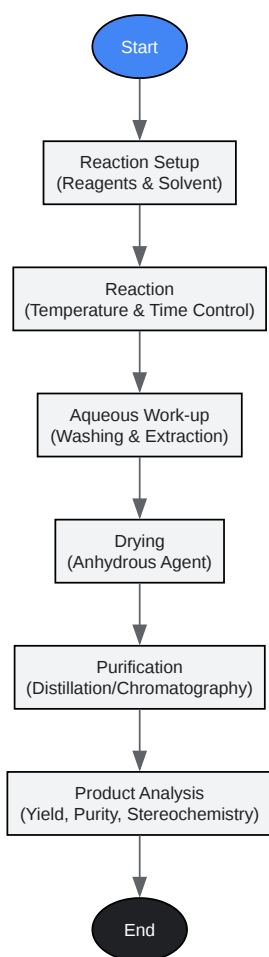 Start
Reaction Setup
(Reagents & Solvent)
Reaction
(Temperature & Time Control)
Aqueous Work-up
(Washing & Extraction)
Drying
(Anhydrous Agent)
Purification
(Distillation/Chromatography)
Product Analysis
(Yield, Purity, Stereochemistry)
End